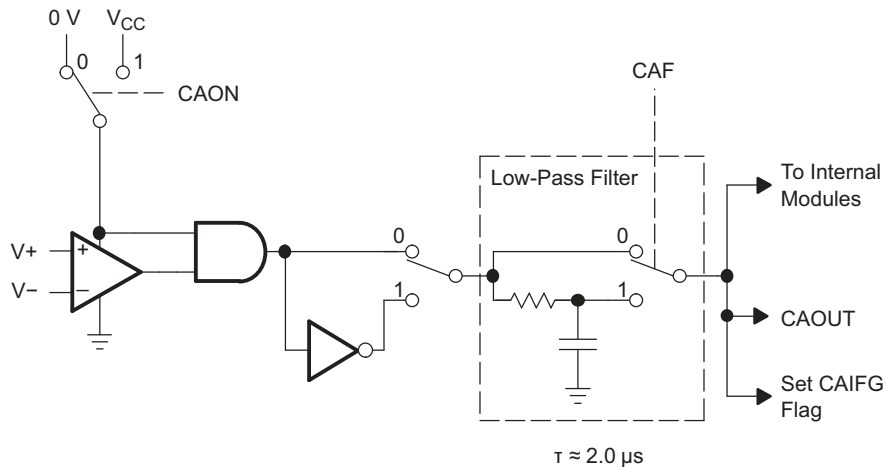 0 V
V_CC
0
1
CAON
CAF
Low-Pass Filter
To Internal
Modules
V+
+
V−
−
0
1
0
1
CAOUT
Set CAIFG
Flag
τ ≈ 2.0 µs